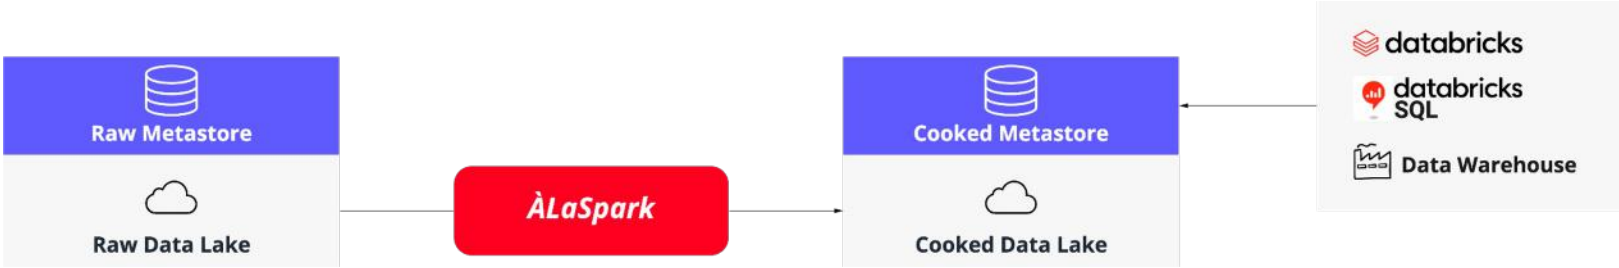 Raw Metastore
Raw Data Lake
ÀLaSpark
Cooked Metastore
Cooked Data Lake
databricks
databricks
SQL
Data Warehouse